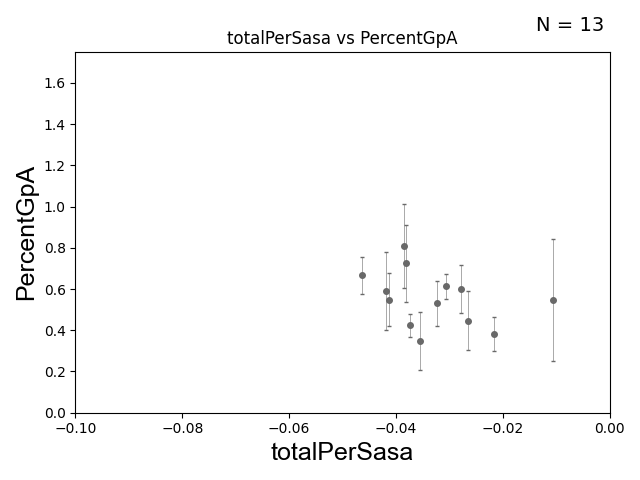 N = 13
totalPerSasa vs PercentGpA
PercentGpA
1.6
1.4
1.2
1.0
0.8
0.6
0.4
0.2
0.0
−0.10 −0.08 −0.06 −0.04 −0.02 0.00
totalPerSasa